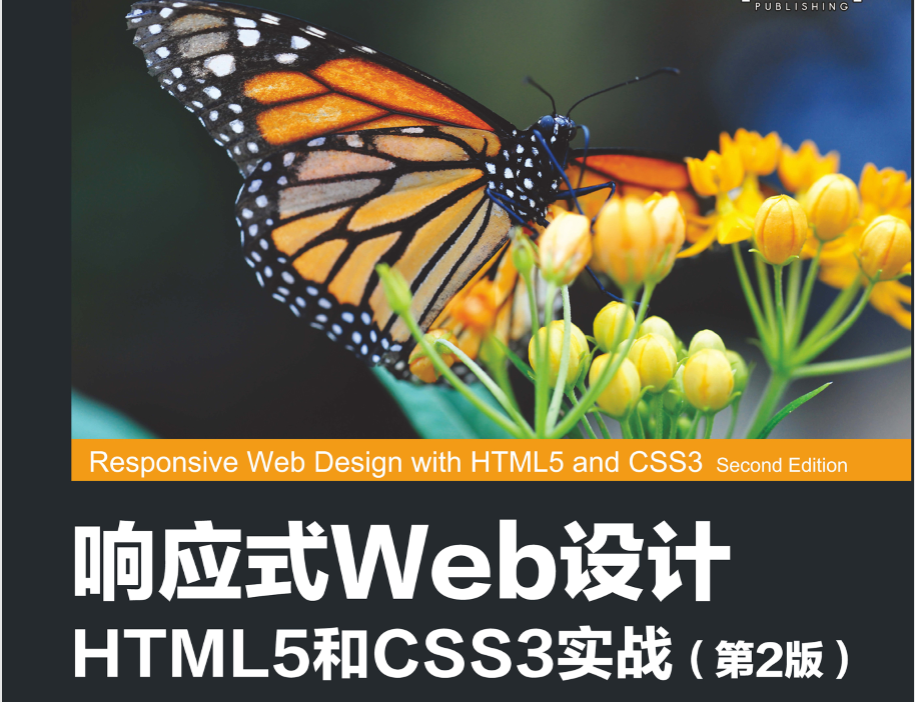 PUBLISHING
Responsive Web Design with HTML5 and CSS3 Second Edition
响应式Web设计
HTML5和CSS3实战（第2版）